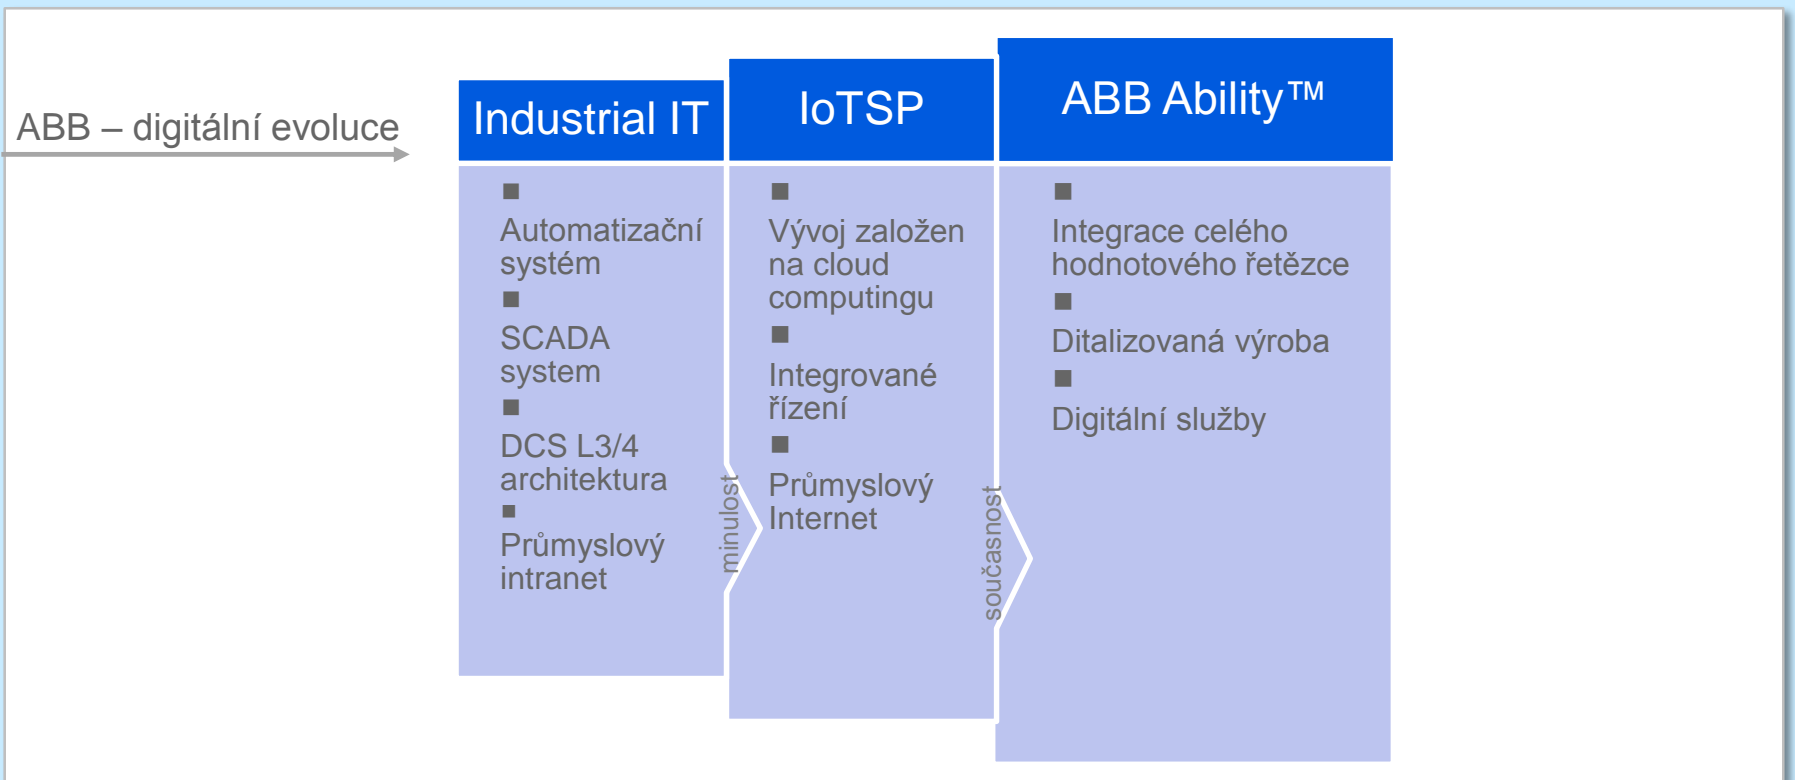 ABB – digitální evoluce
Industrial IT
■
Automatizační
systém
■
SCADA
system
■
DCS L3/4
architektura
■
Průmyslový
intranet
minulost
IoTSP
■
Vývoj založen
na cloud
computingu
■
Integrované
řízení
■
Průmyslový
Internet
současnost
ABB Ability™
■
Integrace celého
hodnotového řetězce
■
Ditalizovaná výroba
■
Digitální služby